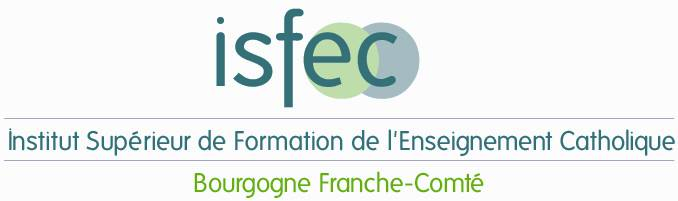 isfec
Institut Supérieur de Formation de l'Enseignement Catholique
Bourgogne Franche-Comté